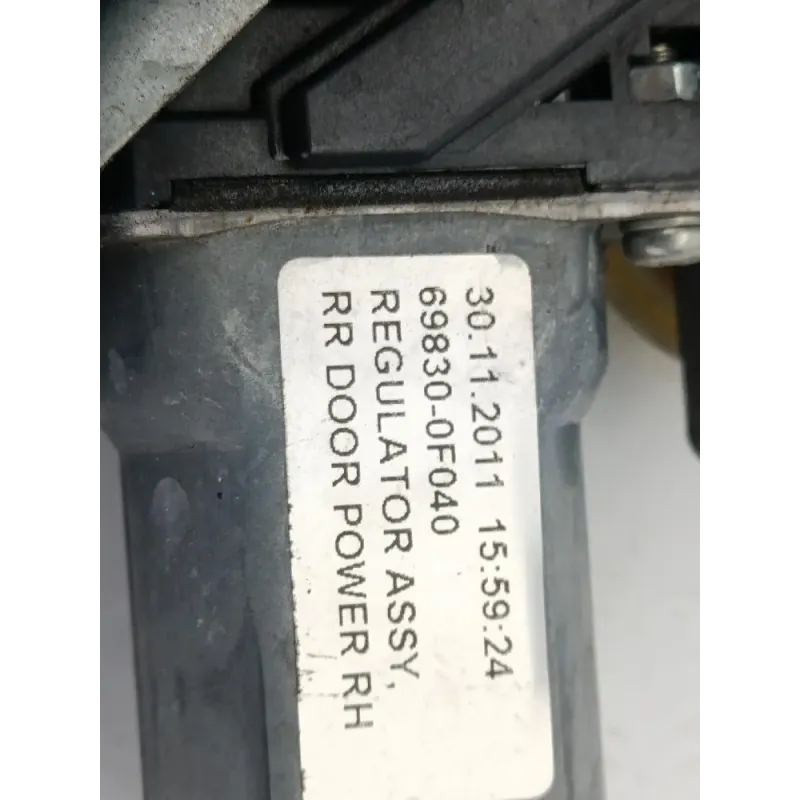 30.11.2011 15:59:24
69830-0F040
REGULATOR ASSY,
RR DOOR POWER RH